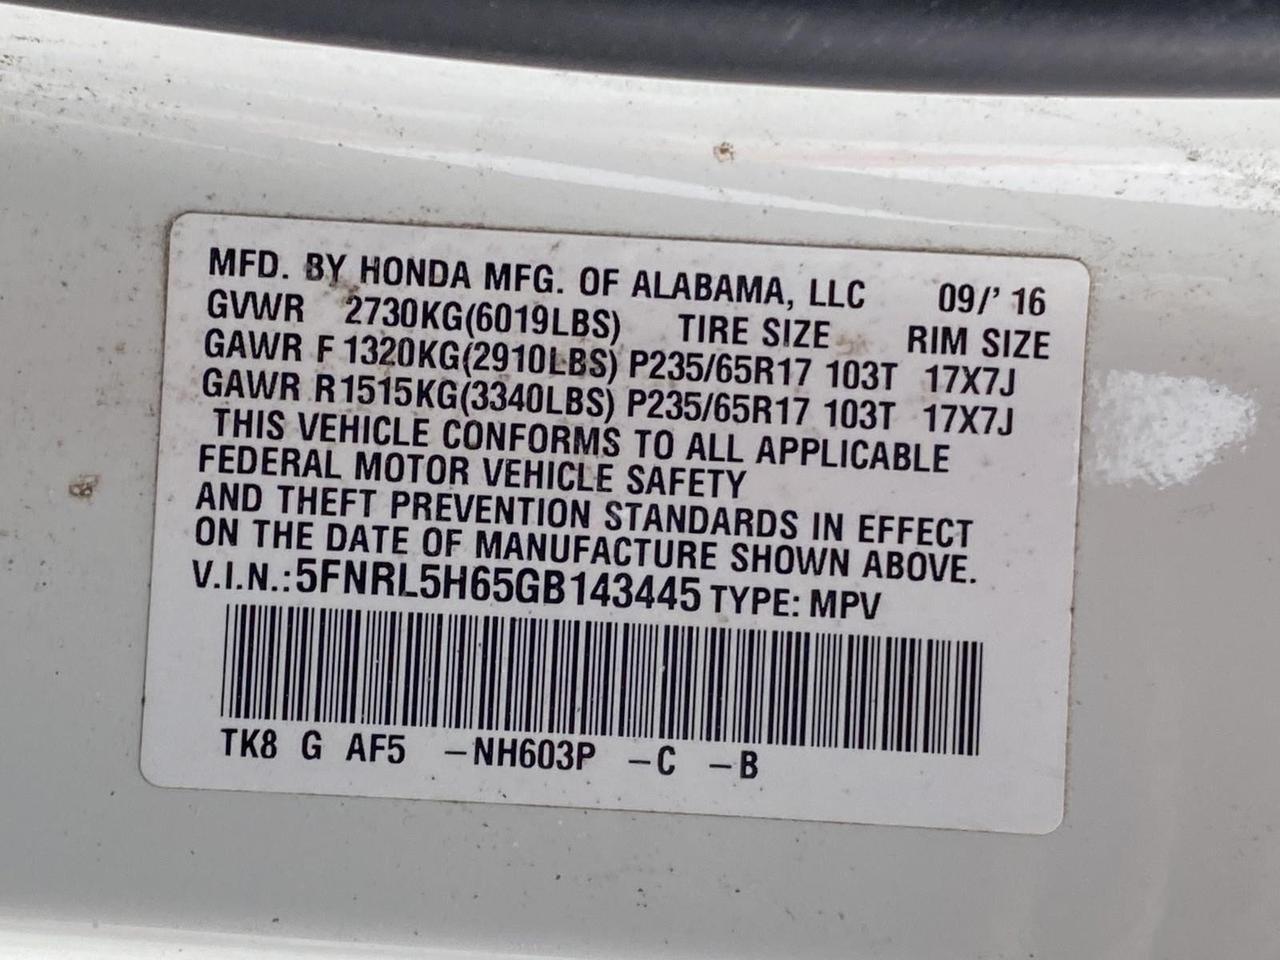 MFD. BY HONDA MFG. OF ALABAMA, LLC 09/' 16
GVWR 2730KG(6019LBS) TIRE SIZE RIM SIZE
GAWR F 1320KG(2910LBS) P235/65R17 103T 17X7J
GAWR R1515KG(3340LBS) P235/65R17 103T 17X7J
THIS VEHICLE CONFORMS TO ALL APPLICABLE
FEDERAL MOTOR VEHICLE SAFETY
AND THEFT PREVENTION STANDARDS IN EFFECT
ON THE DATE OF MANUFACTURE SHOWN ABOVE.
V.I.N.:5FNRL5H65GB143445 TYPE: MPV
TK8 G AF5 -NH603P -C -B